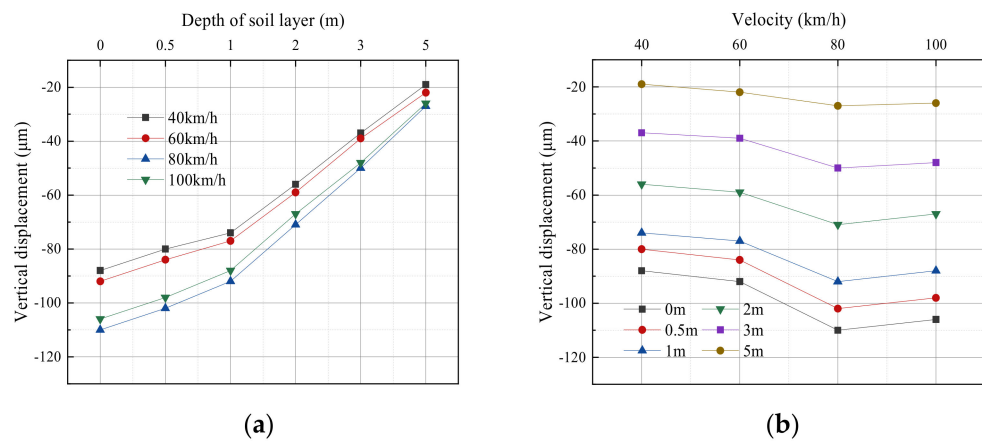 Depth of soil layer (m)
0 0.5 1 2 3 5
Vertical displacement (μm)
-20
-40
-60
-80
-100
-120
40km/h
60km/h
80km/h
100km/h
(a)
Velocity (km/h)
40 60 80 100
Vertical displacement (μm)
-20
-40
-60
-80
-100
-120
0m 2m
0.5m 3m
1m 5m
(b)